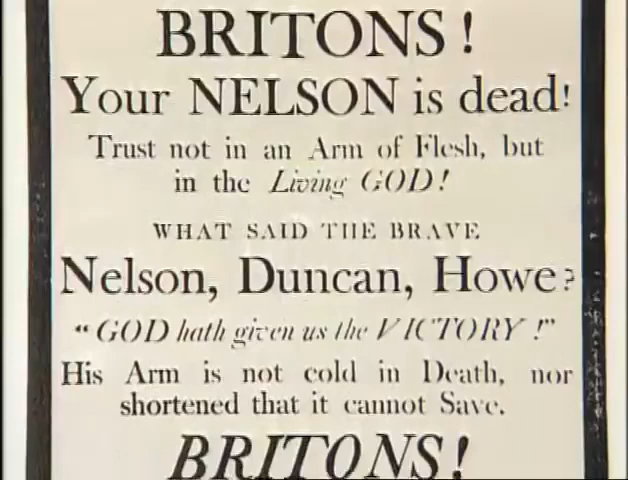 BRITONS!
Your NELSON is dead!
Trust not in an Arm of Flesh, but
in the Living GOD!
WHAT SAID THE BRAVE
Nelson, Duncan, Howe?
"GOD hath given us the VICTORY!"
His Arm is not cold in Death, nor
shortened that it cannot Save.
BRITONS!